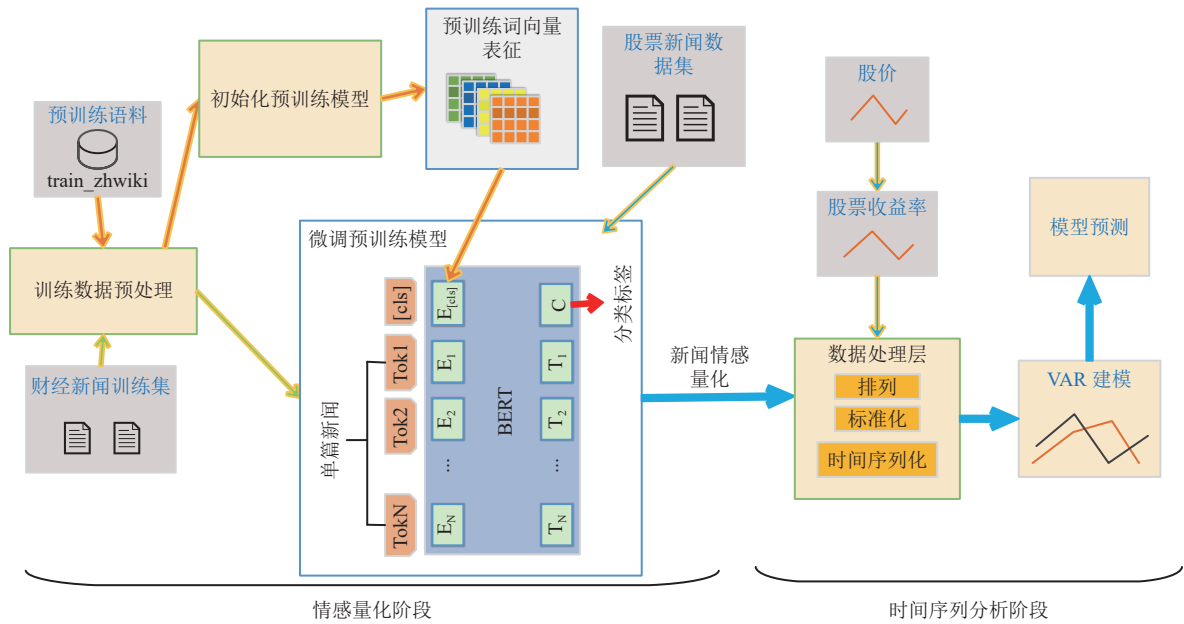 预训练语料
train_zhwiki
初始化预训练模型
预训练词向量
表征
股票新闻数
据集
股价
股票收益率
模型预测
训练数据预处理
财经新闻训练集
微调预训练模型
单篇新闻
[cls]
Tok1
Tok2
TokN
E[cls]
E1
E2
...
EN
BERT
C
T1
T2
...
TN
分类标签
新闻情感
量化
数据处理层
排列
标准化
时间序列化
VAR 建模
情感量化阶段
时间序列分析阶段